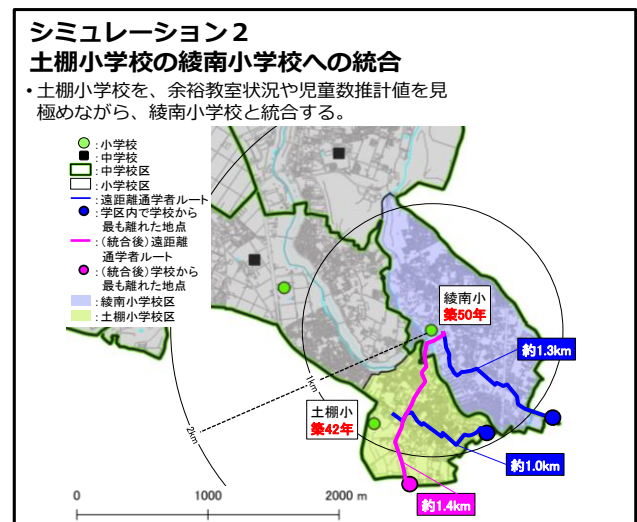 シミュレーション２
土棚小学校の綾南小学校への統合
• 土棚小学校を、余裕教室状況や児童数推計値を見
極めながら、綾南小学校と統合する。
：小学校
：中学校
：中学校区
：小学校区
：遠距離通学者ルート
：学区内で学校から
最も離れた地点
：(統合後)遠距離
通学者ルート
：(統合後)学校から
最も離れた地点
：綾南小学校区
：土棚小学校区
綾南小
築50年
約1.3km
1km
2km
土棚小
築42年
約1.0km
約1.4km
0 1000 2000 m